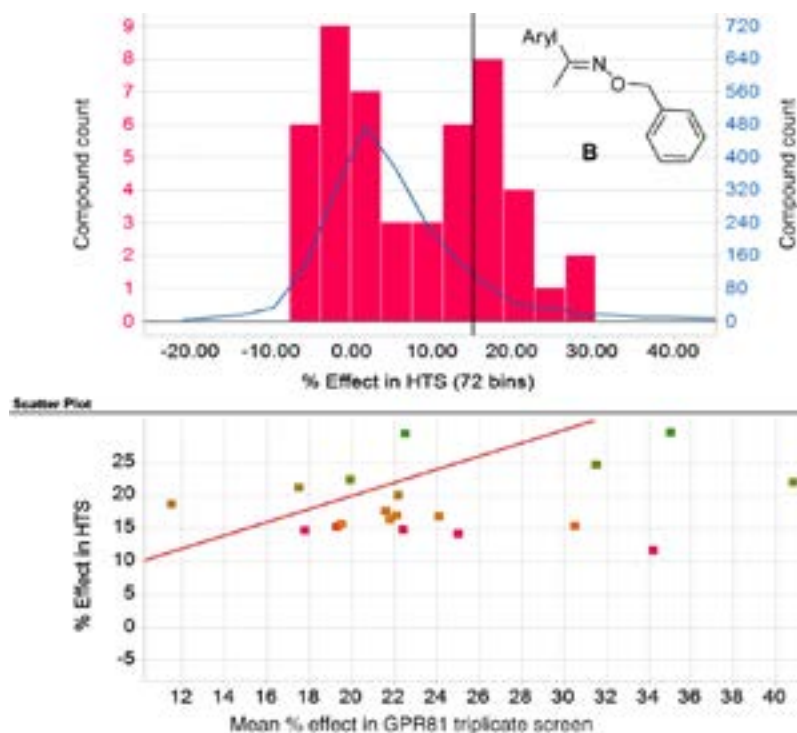 9
8
7
6
5
4
3
2
1
0
Compound count
720
640
560
480
400
320
240
160
80
0
Compound count
Aryl
N
O
B
-20.00 -10.00 0.00 10.00 20.00 30.00 40.00
% Effect in HTS (72 bins)
Scatter Plot
25
20
15
10
5
0
-5
% Effect in HTS
12 14 16 18 20 22 24 26 28 30 32 34 36 38 40
Mean % effect in GPR81 triplicate screen